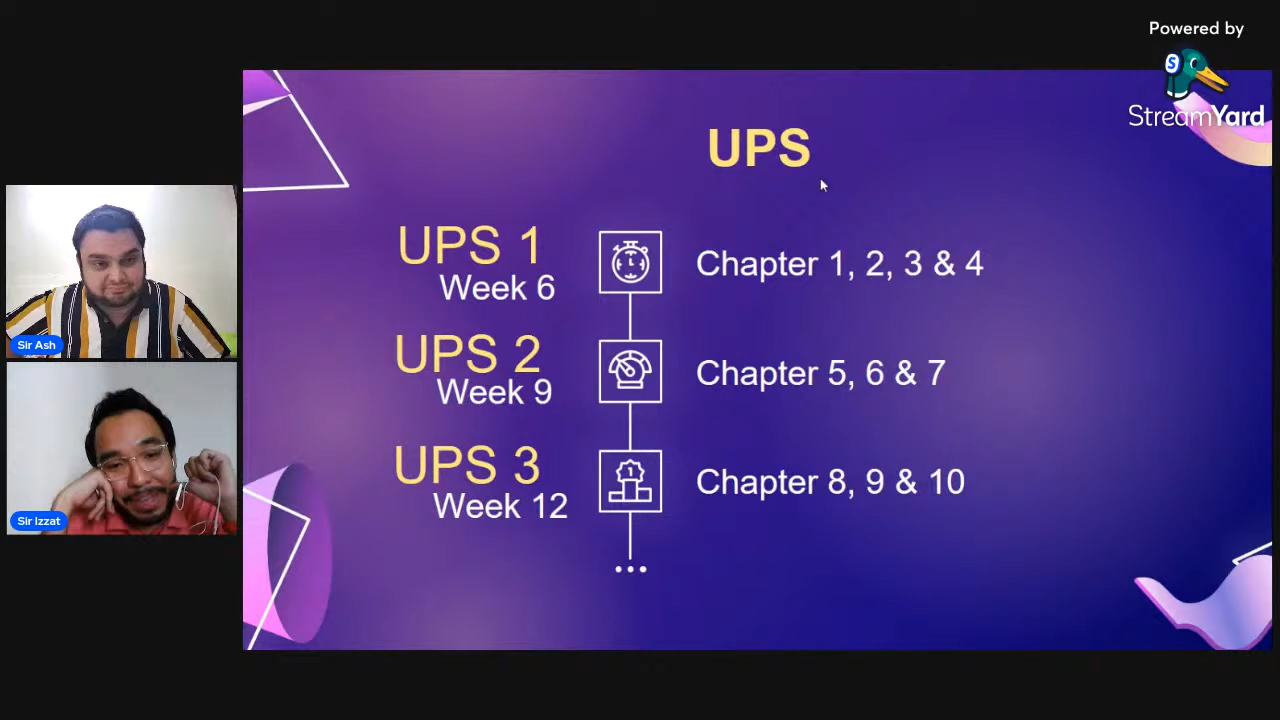 Powered by
StreamYard
UPS
UPS 1
Week 6
Chapter 1, 2, 3 & 4
UPS 2
Week 9
Chapter 5, 6 & 7
UPS 3
Week 12
1
Chapter 8, 9 & 10
...
Sir Ash
Sir Izzat